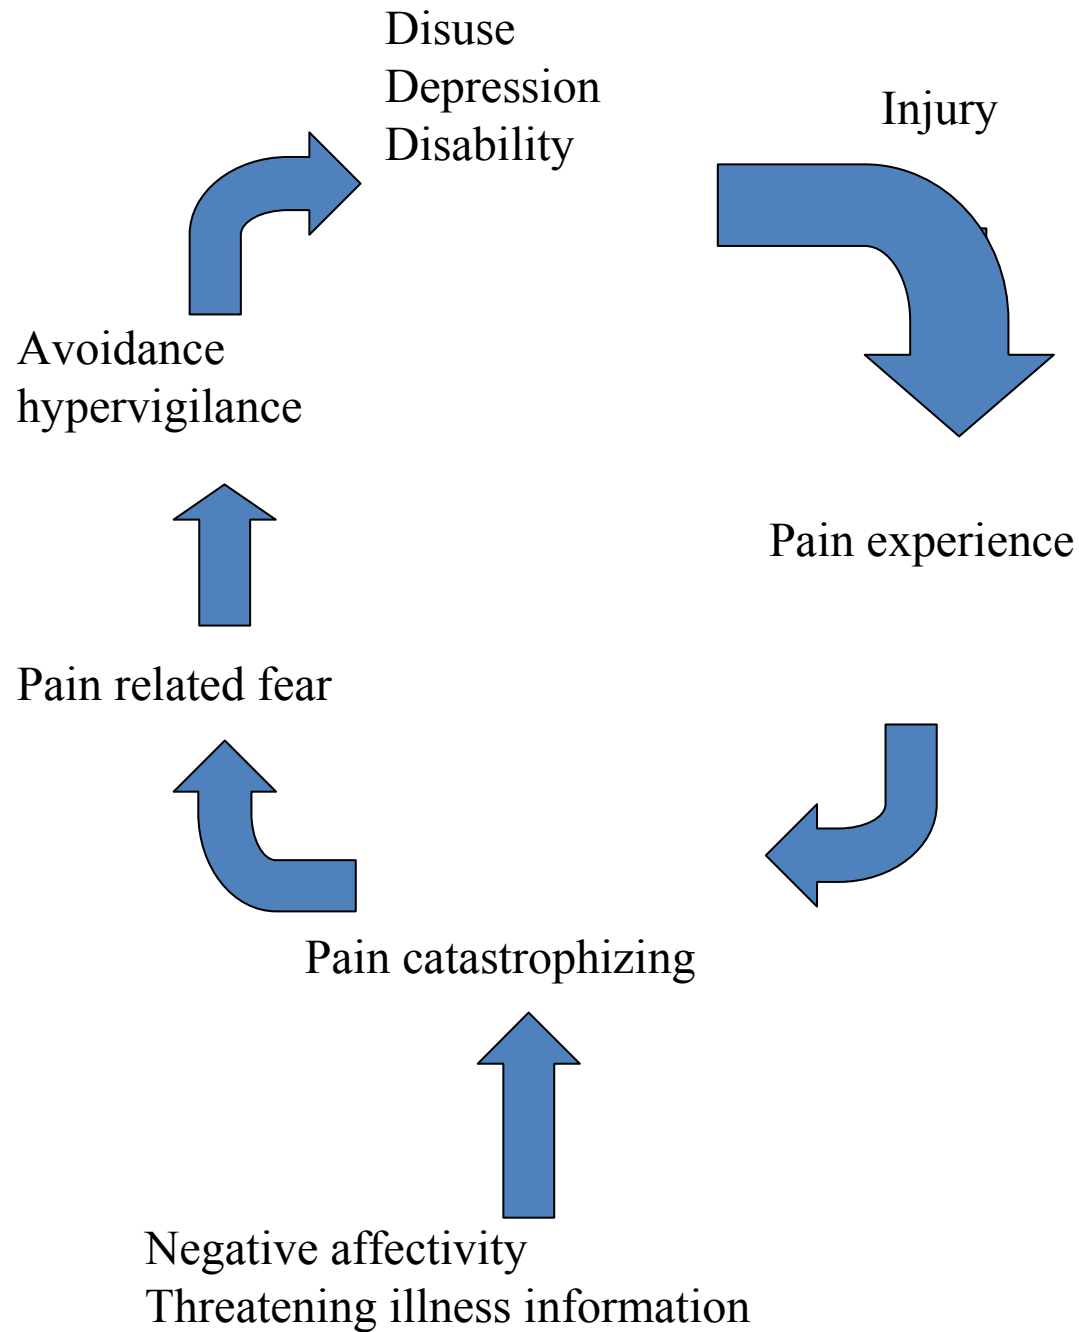 Disuse
Depression
Disability
Injury
Avoidance
hypervigilance
Pain experience
Pain related fear
Pain catastrophizing
Negative affectivity
Threatening illness information